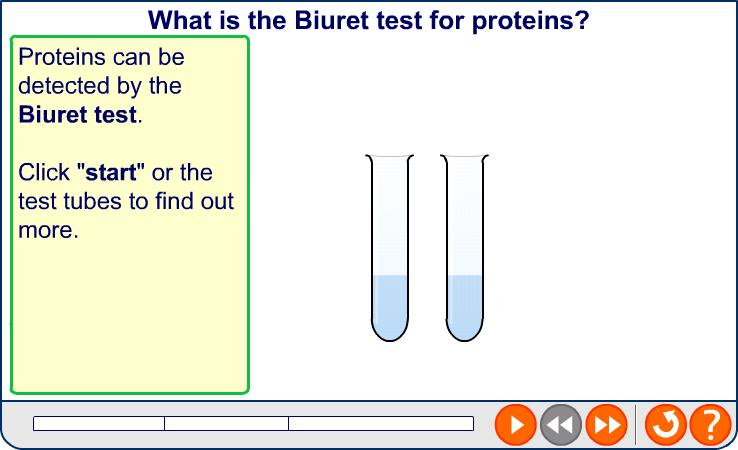 What is the Biuret test for proteins?
Proteins can be
detected by the
Biuret test.
Click "start" or the
test tubes to find out
more.
?